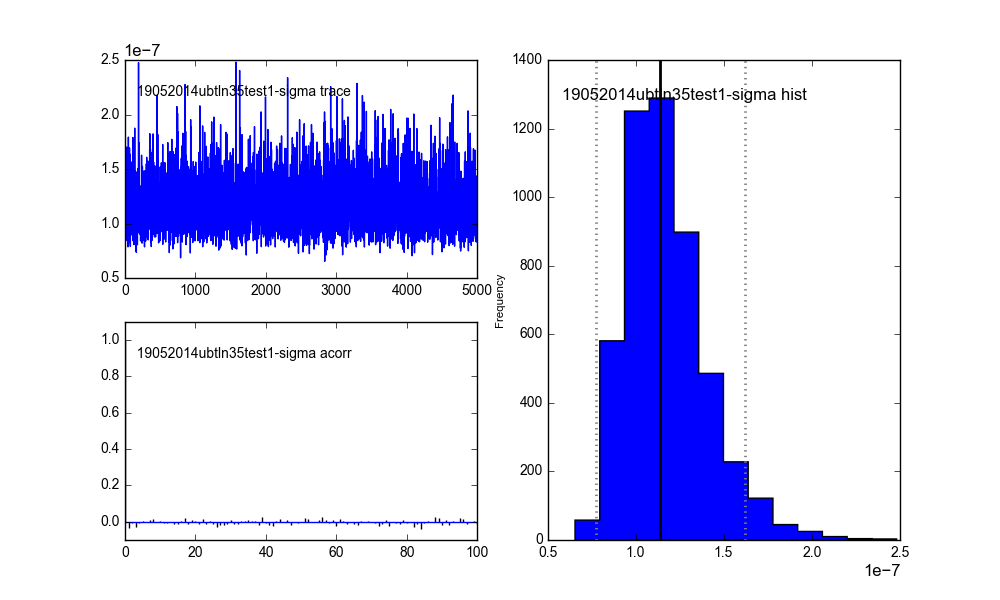 1e−7
2.5
2.0
1.5
1.0
0.5
19052014ubtln35test1-sigma trace
0 1000 2000 3000 4000 5000
1.0
0.8
0.6
0.4
0.2
0.0
19052014ubtln35test1-sigma acorr
0 20 40 60 80 100
Frequency
1400
1200
1000
800
600
400
200
0
19052014ubtln35test1-sigma hist
0.5 1.0 1.5 2.0 2.5
1e−7